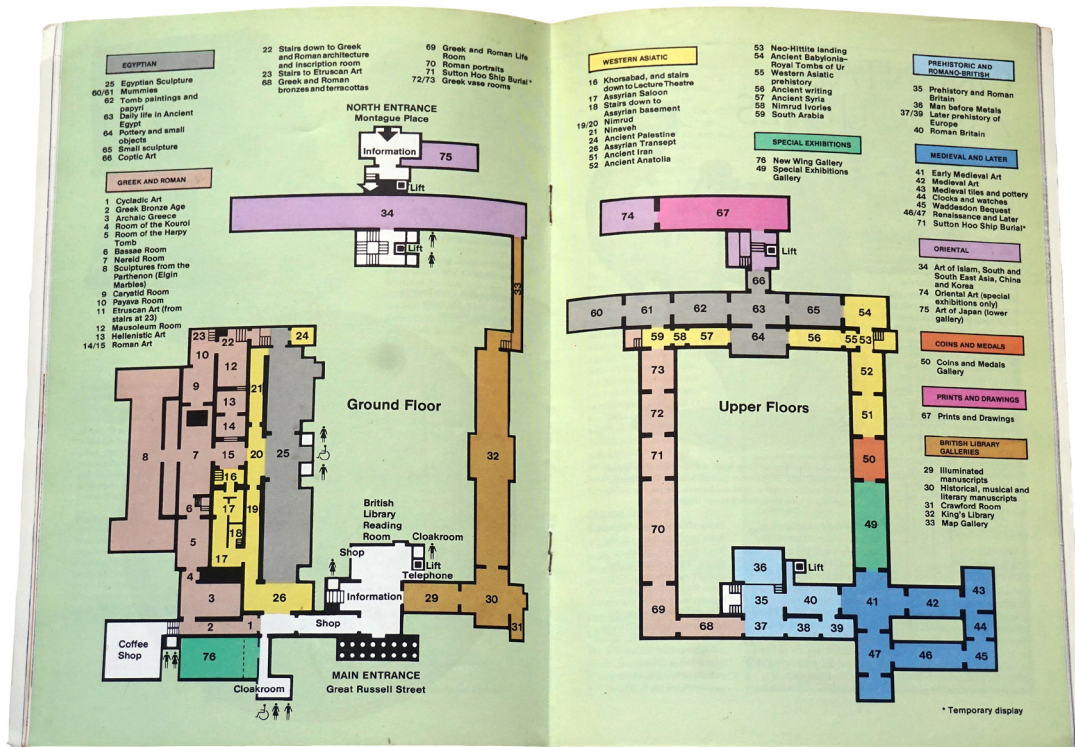 EGYPTIAN
25 Egyptian Sculpture
60/61 Mummies
62 Tomb paintings and
papyri
63 Daily life in Ancient
Egypt
64 Pottery and small
objects
65 Small sculpture
66 Coptic Art
GREEK AND ROMAN
1 Cycladic Art
2 Greek Bronze Age
3 Archaic Greece
4 Room of the Kouroi
5 Room of the Harpy
Tomb
6 Bassae Room
7 Nereid Room
8 Sculptures from the
Parthenon (Elgin
Marbles)
9 Caryatid Room
10 Payava Room
11 Etruscan Art (from
stairs at 23)
12 Mausoleum Room
13 Hellenistic Art
14/15 Roman Art
22 Stairs down to Greek
and Roman architecture
and inscription room
23 Stairs to Etruscan Art
68 Greek and Roman
bronzes and terracottas
69 Greek and Roman Life
Room
70 Roman portraits
71 Sutton Hoo Ship Burial*
72/73 Greek vase rooms
NORTH ENTRANCE
Montague Place
Information
75
Lift
34
Lift
33
23
22
24
10
12
21
9
13
14
Ground Floor
8
7
15
20
25
32
16
6
17
19
18
5
17
British
Library
Reading
Room
Cloakroom
Shop
Lift
Telephone
4
3
26
Information
29
30
31
2
1
Shop
Coffee
Shop
76
MAIN ENTRANCE
Great Russell Street
Cloakroom
WESTERN ASIATIC
16 Khorsabad, and stairs
down to Lecture Theatre
17 Assyrian Saloon
18 Stairs down to
Assyrian basement
19/20 Nimrud
21 Nineveh
24 Ancient Palestine
26 Assyrian Transept
51 Ancient Iran
52 Ancient Anatolia
53 Neo-Hittite landing
54 Ancient Babylonia–
Royal Tombs of Ur
55 Western Asiatic
prehistory
56 Ancient writing
57 Ancient Syria
58 Nimrud Ivories
59 South Arabia
SPECIAL EXHIBITIONS
76 New Wing Gallery
49 Special Exhibitions
Gallery
PREHISTORIC AND
ROMANO-BRITISH
35 Prehistory and Roman
Britain
36 Man before Metals
37/39 Later prehistory of
Europe
40 Roman Britain
MEDIEVAL AND LATER
41 Early Medieval Art
42 Medieval Art
43 Medieval tiles and pottery
44 Clocks and watches
45 Waddesdon Bequest
46/47 Renaissance and Later
71 Sutton Hoo Ship Burial*
ORIENTAL
34 Art of Islam, South and
South East Asia, China
and Korea
74 Oriental Art (special
exhibitions only)
75 Art of Japan (lower
gallery)
COINS AND MEDALS
50 Coins and Medals
Gallery
PRINTS AND DRAWINGS
67 Prints and Drawings
BRITISH LIBRARY
GALLERIES
29 Illuminated
manuscripts
30 Historical, musical and
literary manuscripts
31 Crawford Room
32 King's Library
33 Map Gallery
74
67
Lift
66
60
61
62
63
65
54
59
58
57
64
56
55
53
73
52
72
Upper Floors
51
71
50
70
49
36
Lift
35
40
41
42
43
69
68
37
38
39
44
47
46
45
* Temporary display